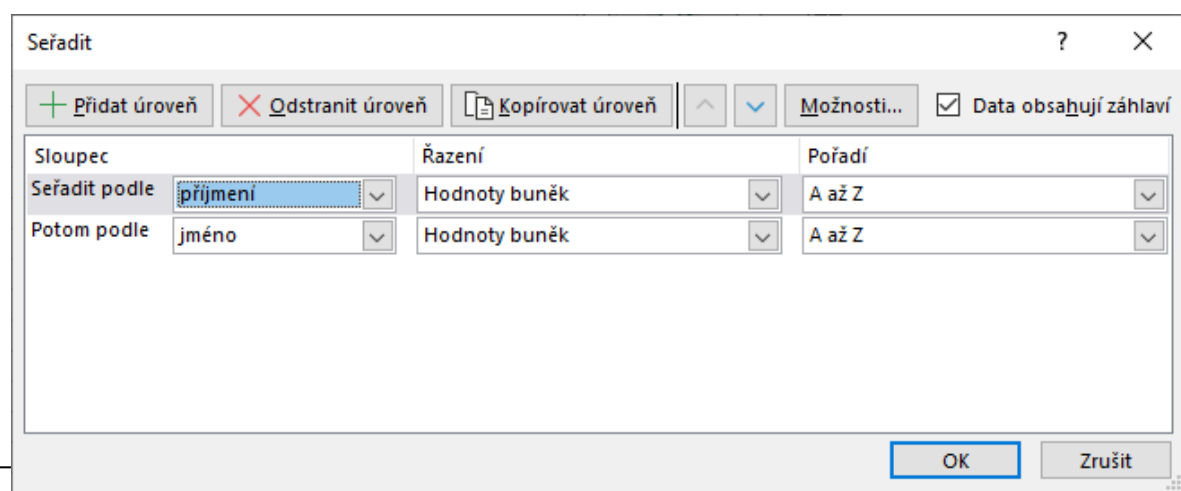 Seřadit ?
Přidat úroveň Odstranit úroveň Kopírovat úroveň Možnosti... Data obsahují záhlaví
Sloupec Řazení Pořadí
Seřadit podle příjmení Hodnoty buněk A až Z
Potom podle jméno Hodnoty buněk A až Z
OK Zrušit